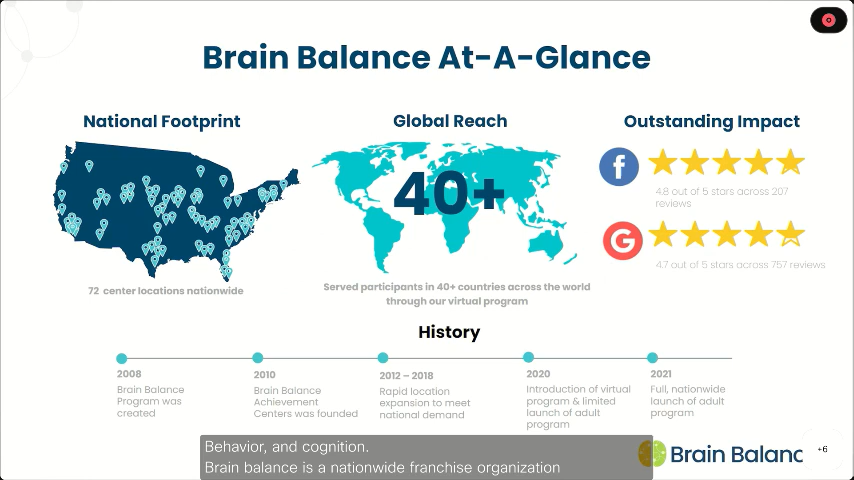 Brain Balance At-A-Glance
National Footprint
72 center locations nationwide
Global Reach
40+
Served participants in 40+ countries across the world
through our virtual program
Outstanding Impact
f
4.8 out of 5 stars across 207
reviews
G
4.7 out of 5 stars across 757 reviews
History
2008
Brain Balance
Program was
created
2010
Brain Balance
Achievement
Centers was founded
2012 – 2018
Rapid location
expansion to meet
national demand
2020
Introduction of virtual
program & limited
launch of adult
program
2021
Full, nationwide
launch of adult
program
Behavior, and cognition.
Brain balance is a nationwide franchise organization
Brain Balanc
+6